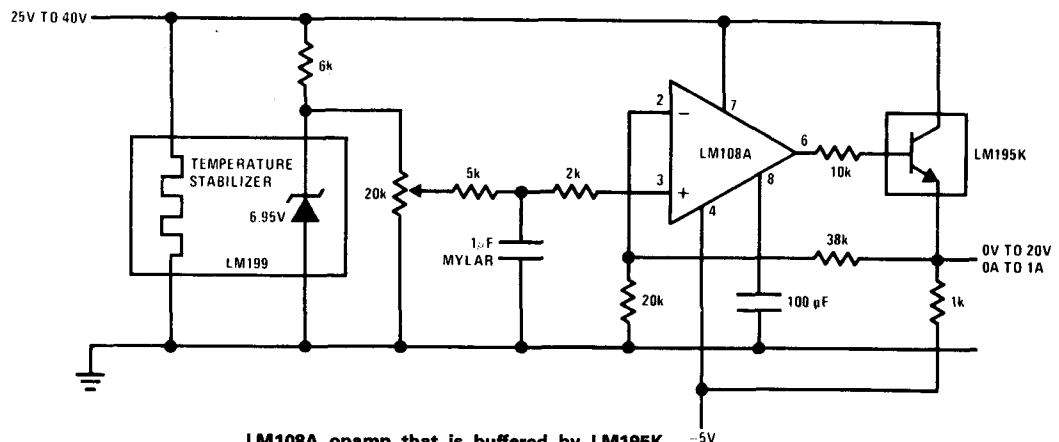 25V TO 40V
6k
TEMPERATURE
STABILIZER
6.95V
LM199
20k
5k
1µF
MYLAR
2k
2
3
−
+
LM108A
7
6
8
4
10k
LM195K
38k
20k
100 pF
1k
0V TO 20V
0A TO 1A
−5V
LM108A opamp that is buffered by LM195K